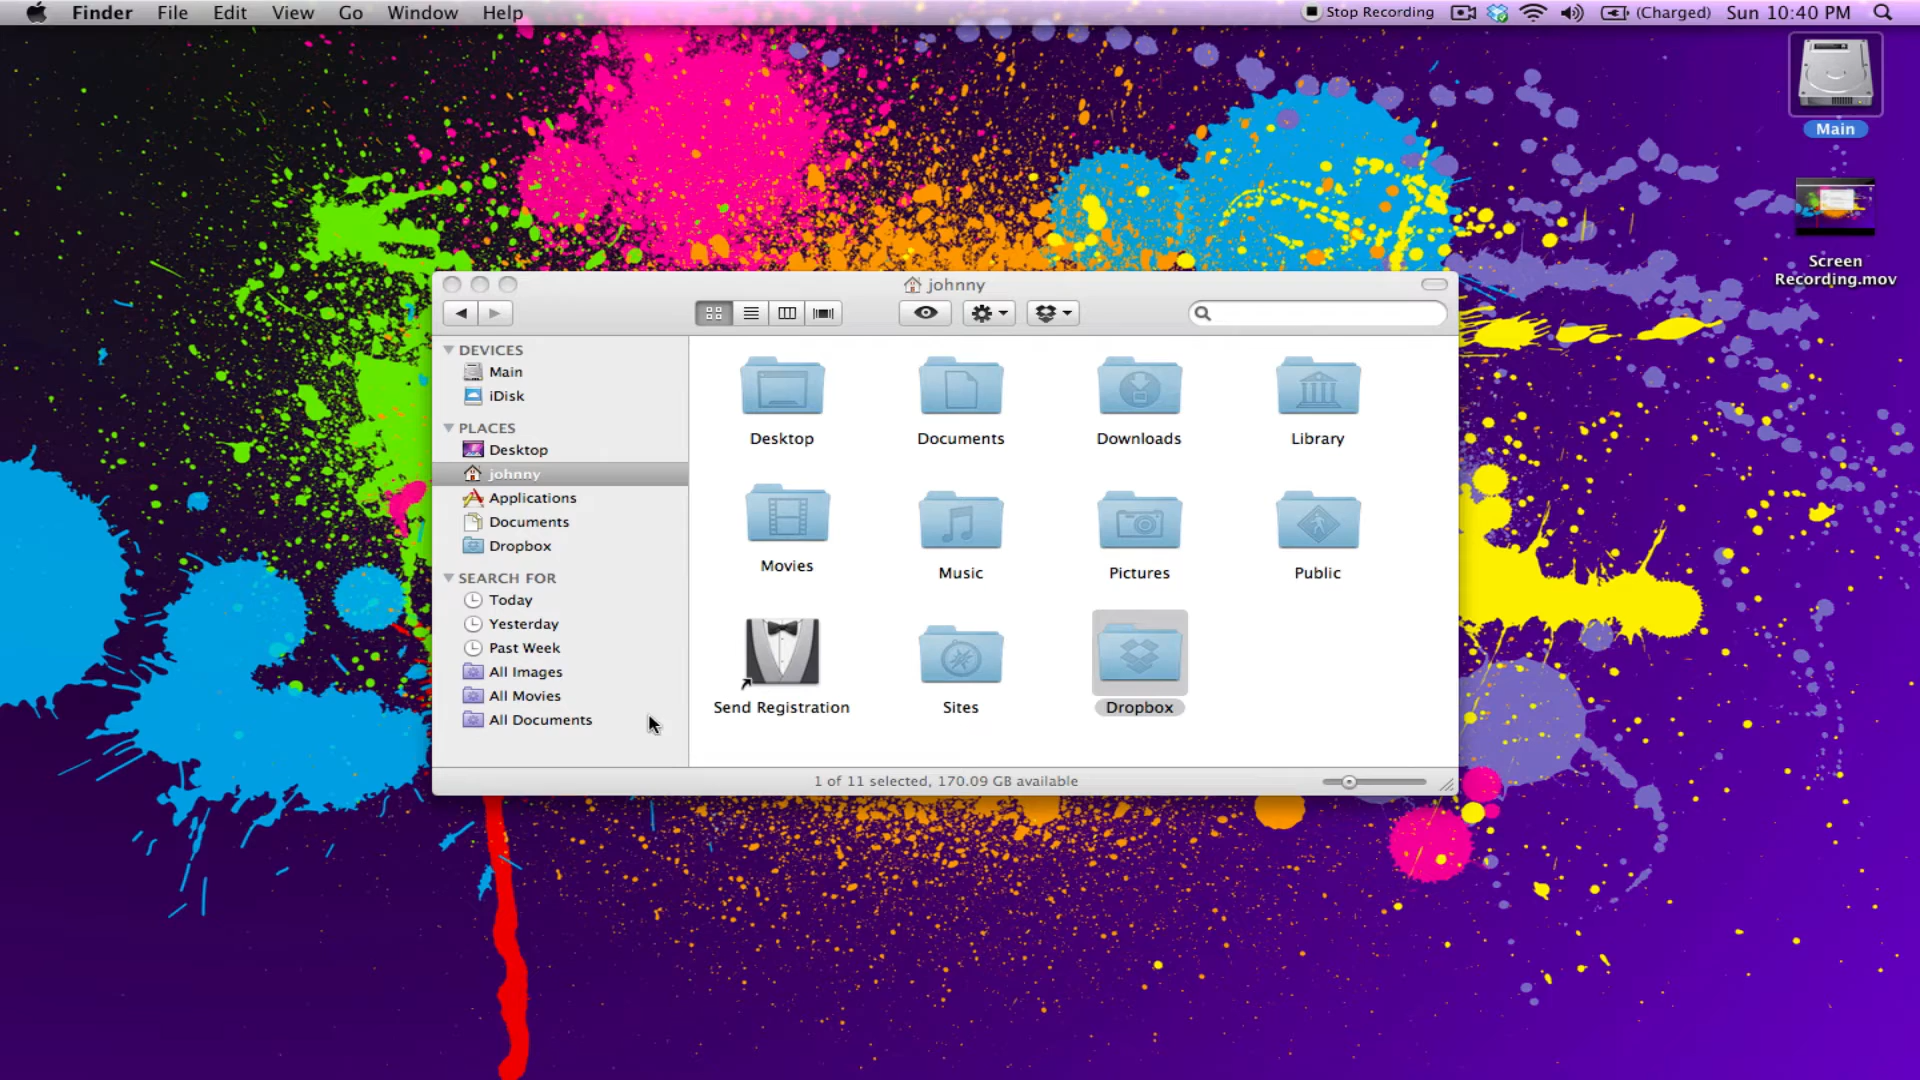 Finder File Edit View Go Window Help Stop Recording (Charged) Sun 10:40 PM
Main
Screen
Recording.mov
johnny
DEVICES
Main
iDisk
PLACES
Desktop
johnny
Applications
Documents
Dropbox
SEARCH FOR
Today
Yesterday
Past Week
All Images
All Movies
All Documents
Desktop Documents Downloads Library
Movies Music Pictures Public
Send Registration Sites Dropbox
1 of 11 selected, 170.09 GB available